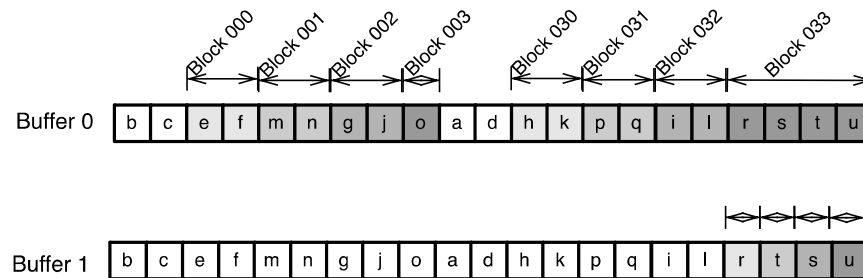 Block 000 Block 001 Block 002 Block 003 Block 030 Block 031 Block 032 Block 033
Buffer 0 b c e f m n g j o a d h k p q i l r s t u
Buffer 1 b c e f m n g j o a d h k p q i l r t s u